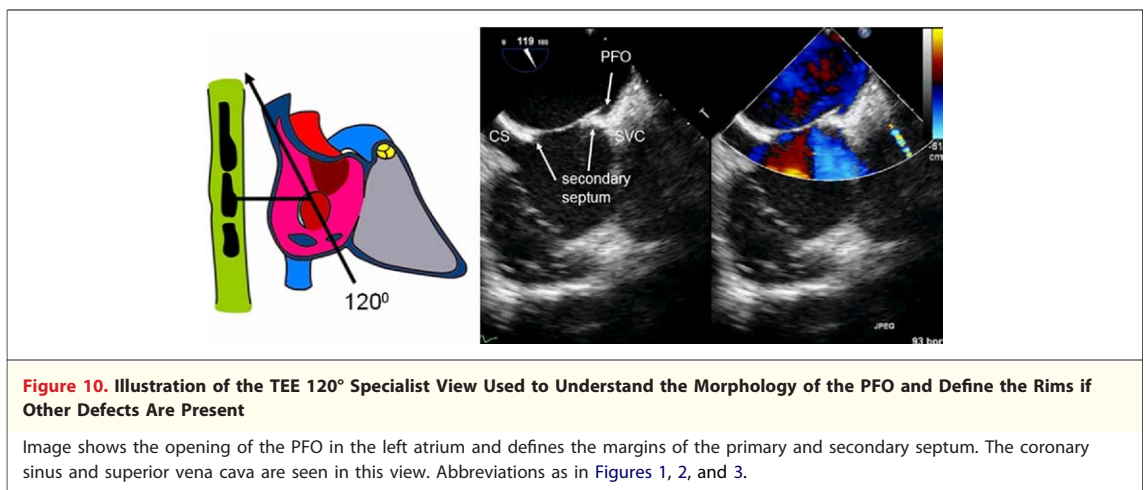 120⁰
0 119 180
PFO
CS
SVC
secondary
septum
-61
cm
JPEG
93 bpm
Figure 10. Illustration of the TEE 120° Specialist View Used to Understand the Morphology of the PFO and Define the Rims if
Other Defects Are Present
Image shows the opening of the PFO in the left atrium and defines the margins of the primary and secondary septum. The coronary
sinus and superior vena cava are seen in this view. Abbreviations as in Figures 1, 2, and 3.